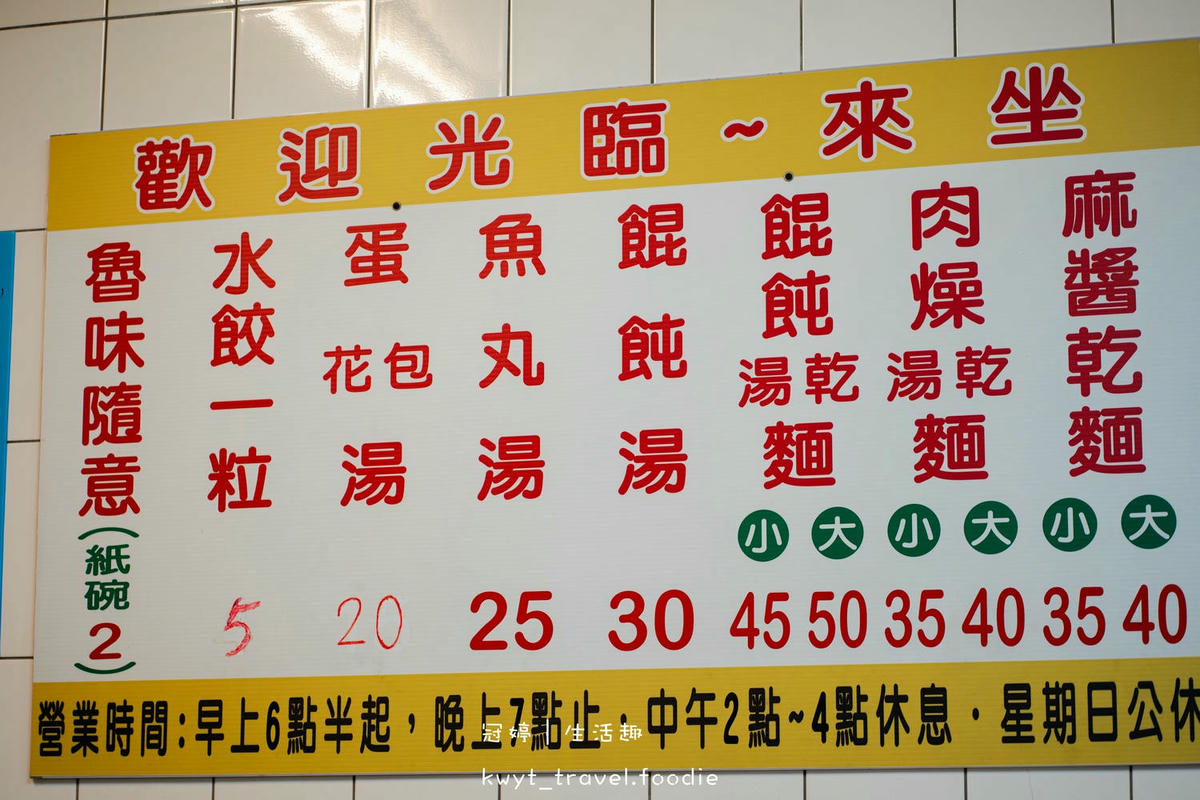 歡迎光臨~來坐
麻醬乾麵 小 大 35 40
肉燥湯乾麵 小 大 35 40
餛飩湯乾麵 小 大 45 50
餛飩湯 30
魚丸湯 25
蛋花包湯 20
水餃一粒 5
魯味隨意(紙碗2)
營業時間:早上6點半起,晚上7點止,中午2點~4點休息·星期日公休
冠婷|生活趣
kwyt_travel.foodie